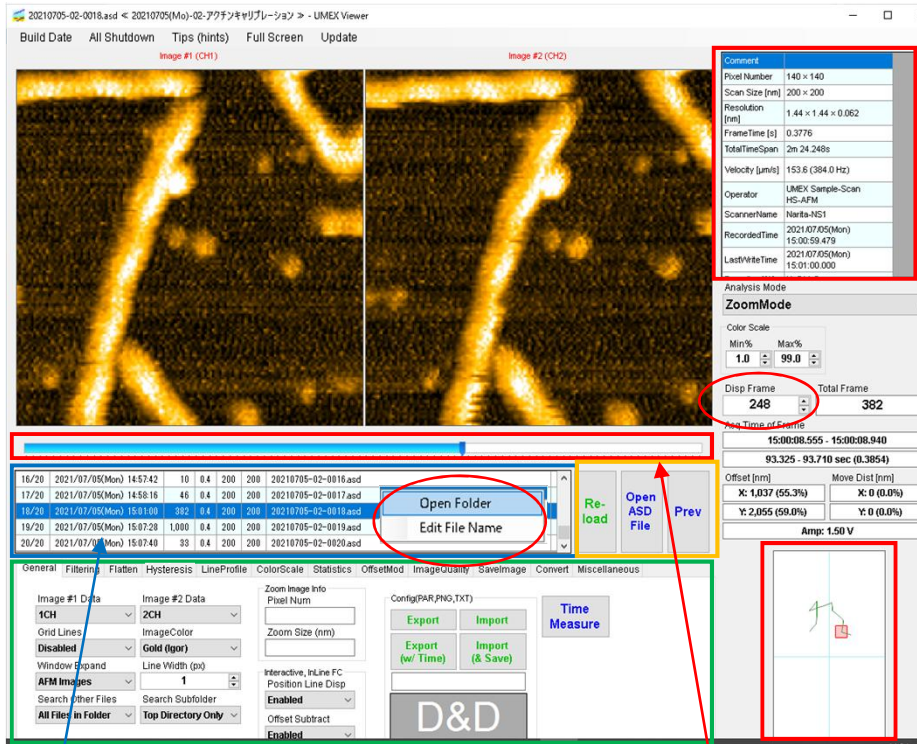 20210705-02-0018.asd ≪ 20210705(Mo)-02-アクチンキャリブレーション ≫ - UMEX Viewer
Build Date All Shutdown Tips (hints) Full Screen Update
Image #1 (CH1) Image #2 (CH2)
Comment
Pixel Number 140 × 140
Scan Size [nm] 200 × 200
Resolution [nm] 1.44 × 1.44 × 0.062
FrameTime [s] 0.3776
TotalTimeSpan 2m 24.248s
Velocity [µm/s] 153.6 (384.0 Hz)
Operator UMEX Sample-Scan HS-AFM
ScannerName Narita-NS1
RecordedTime 2021/07/05(Mon) 15:00:59.479
LastWriteTime 2021/07/05(Mon) 15:01:00.000
Analysis Mode
ZoomMode
Color Scale
Min% Max%
1.0 99.0
Disp Frame Total Frame
248 382
Acq Time of Frame
15:00:08.555 - 15:00:08.940
93.325 - 93.710 sec (0.3854)
Offset [nm] Move Dist [nm]
X: 1,037 (55.3%) X: 0 (0.0%)
Y: 2,055 (59.0%) Y: 0 (0.0%)
Amp: 1.50 V
16/20 2021/07/05(Mon) 14:57:42 10 0.4 200 200 20210705-02-0016.asd
17/20 2021/07/05(Mon) 14:58:16 46 0.4 200 200 20210705-02-0017.asd
18/20 2021/07/05(Mon) 15:01:00 382 0.4 200 200 20210705-02-0018.asd
19/20 2021/07/05(Mon) 15:07:28 1,000 0.4 200 200 20210705-02-0019.asd
20/20 2021/07/05(Mon) 15:07:40 33 0.4 200 200 20210705-02-0020.asd
Open Folder
Edit File Name
Re-
load
Open
ASD
File
Prev
General Filtering Flatten Hysteresis LineProfile ColorScale Statistics OffsetMod ImageQuality SaveImage Convert Miscellaneous
Image #1 Data Image #2 Data
1CH 2CH
Grid Lines ImageColor
Disabled Gold (Igor)
Window Expand Line Width (px)
AFM Images 1
Search Other Files Search Subfolder
All Files in Folder Top Directory Only
Zoom Image Info
Pixel Num
Zoom Size (nm)
Interactive, InLine FC
Position Line Disp
Enabled
Offset Subtract
Enabled
Config(PAR,PNG,TXT)
Export Import
Export (w/ Time) Import (& Save)
D&D
Time
Measure